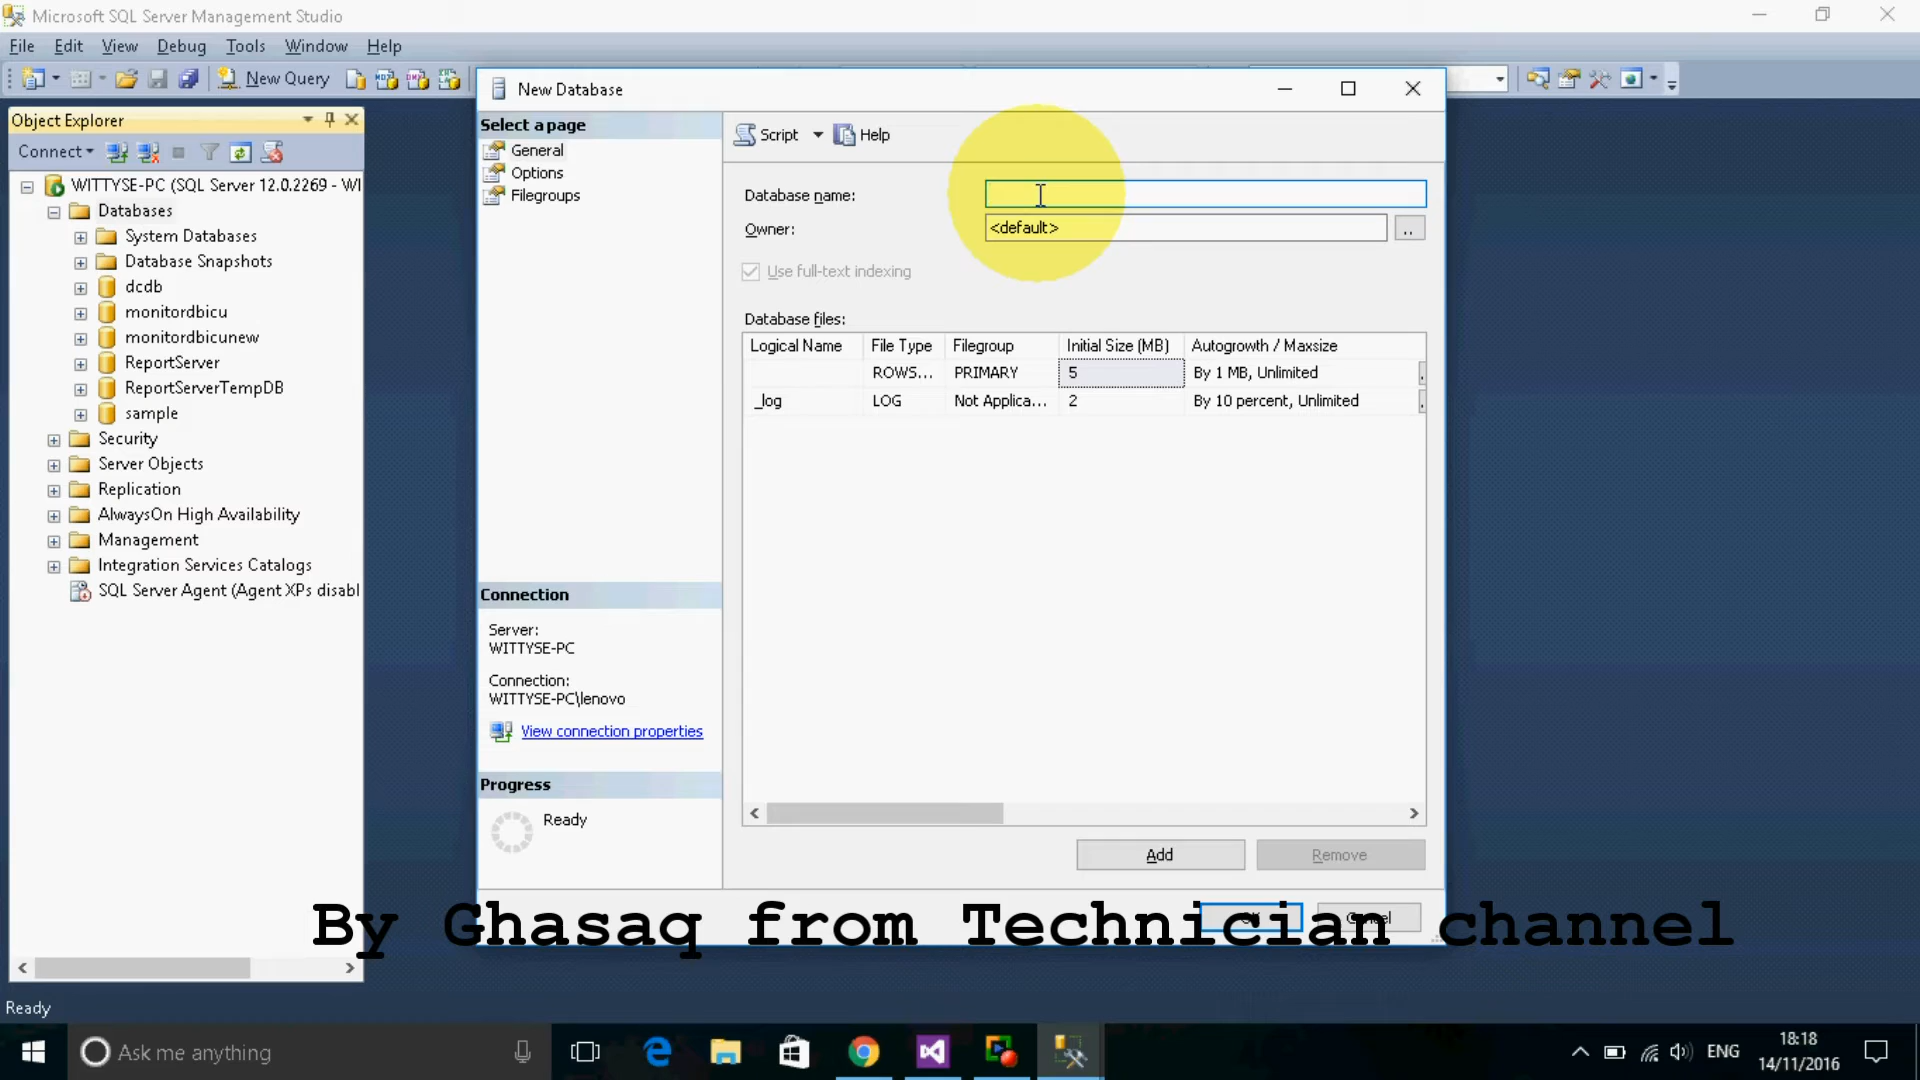 Microsoft SQL Server Management Studio
File Edit View Debug Tools Window Help
New Query
Object Explorer
Connect
WITTYSE-PC (SQL Server 12.0.2269 - WI
Databases
System Databases
Database Snapshots
dcdb
monitordbicu
monitordbicunew
ReportServer
ReportServerTempDB
sample
Security
Server Objects
Replication
AlwaysOn High Availability
Management
Integration Services Catalogs
SQL Server Agent (Agent XPs disabl
Ready
New Database
Select a page
General
Options
Filegroups
Connection
Server:
WITTYSE-PC
Connection:
WITTYSE-PC\lenovo
View connection properties
Progress
Ready
Script Help
Database name:
Owner: <default> ..
Use full-text indexing
Database files:
Logical Name File Type Filegroup Initial Size (MB) Autogrowth / Maxsize
ROWS... PRIMARY 5 By 1 MB, Unlimited
_log LOG Not Applica... 2 By 10 percent, Unlimited
Add Remove
OK Cancel
By Ghasaq from Technician channel
Ask me anything
ENG
18:18
14/11/2016